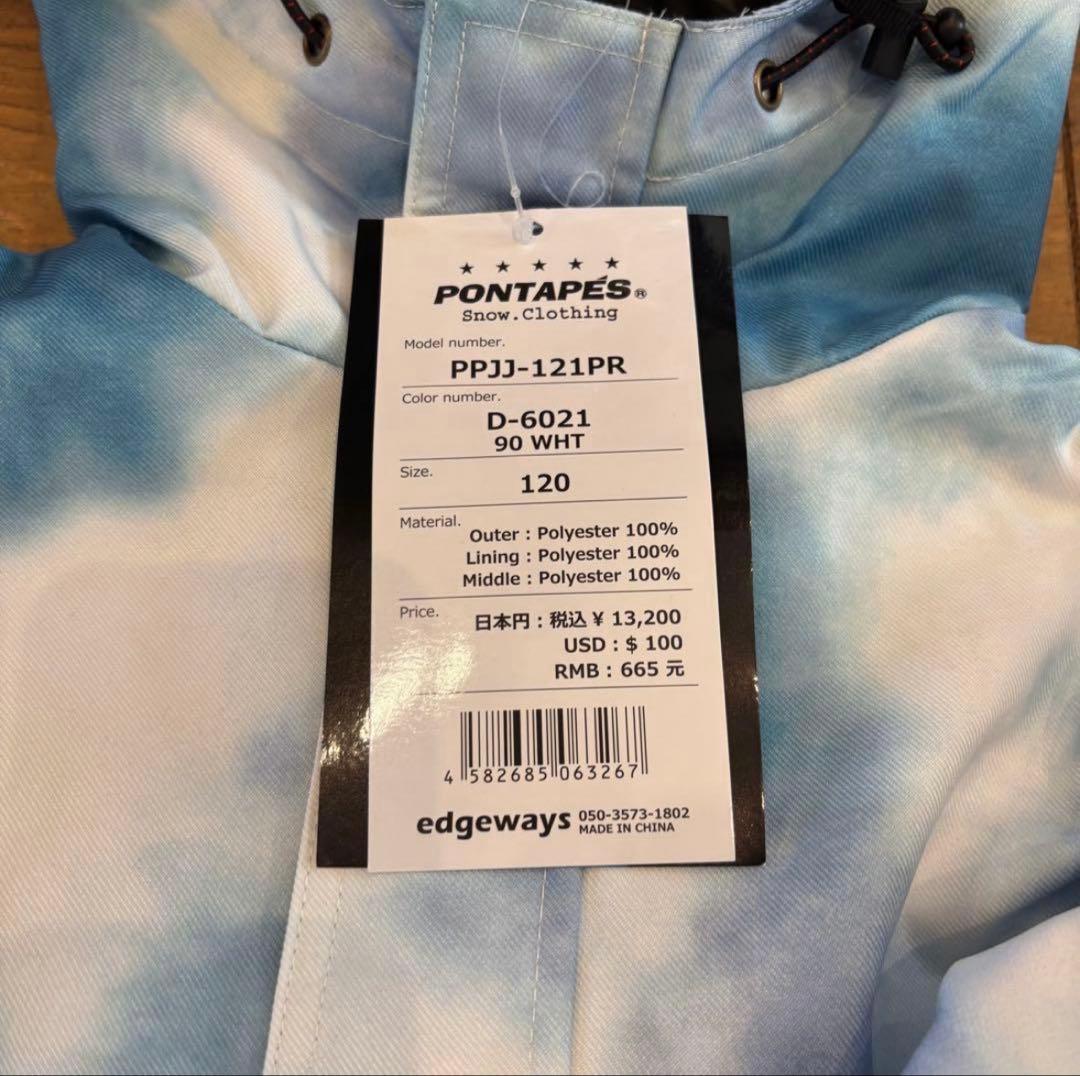 ★ ★ ★ ★ ★
PONTAPÉS®
Snow.Clothing
Model number.
PPJJ-121PR
Color number.
D-6021
90 WHT
Size.
120
Material.
Outer : Polyester 100%
Lining : Polyester 100%
Middle : Polyester 100%
Price.
日本円 : 税込 ¥ 13,200
USD : $ 100
RMB : 665 元
4 582685 063267
edgeways 050-3573-1802
MADE IN CHINA